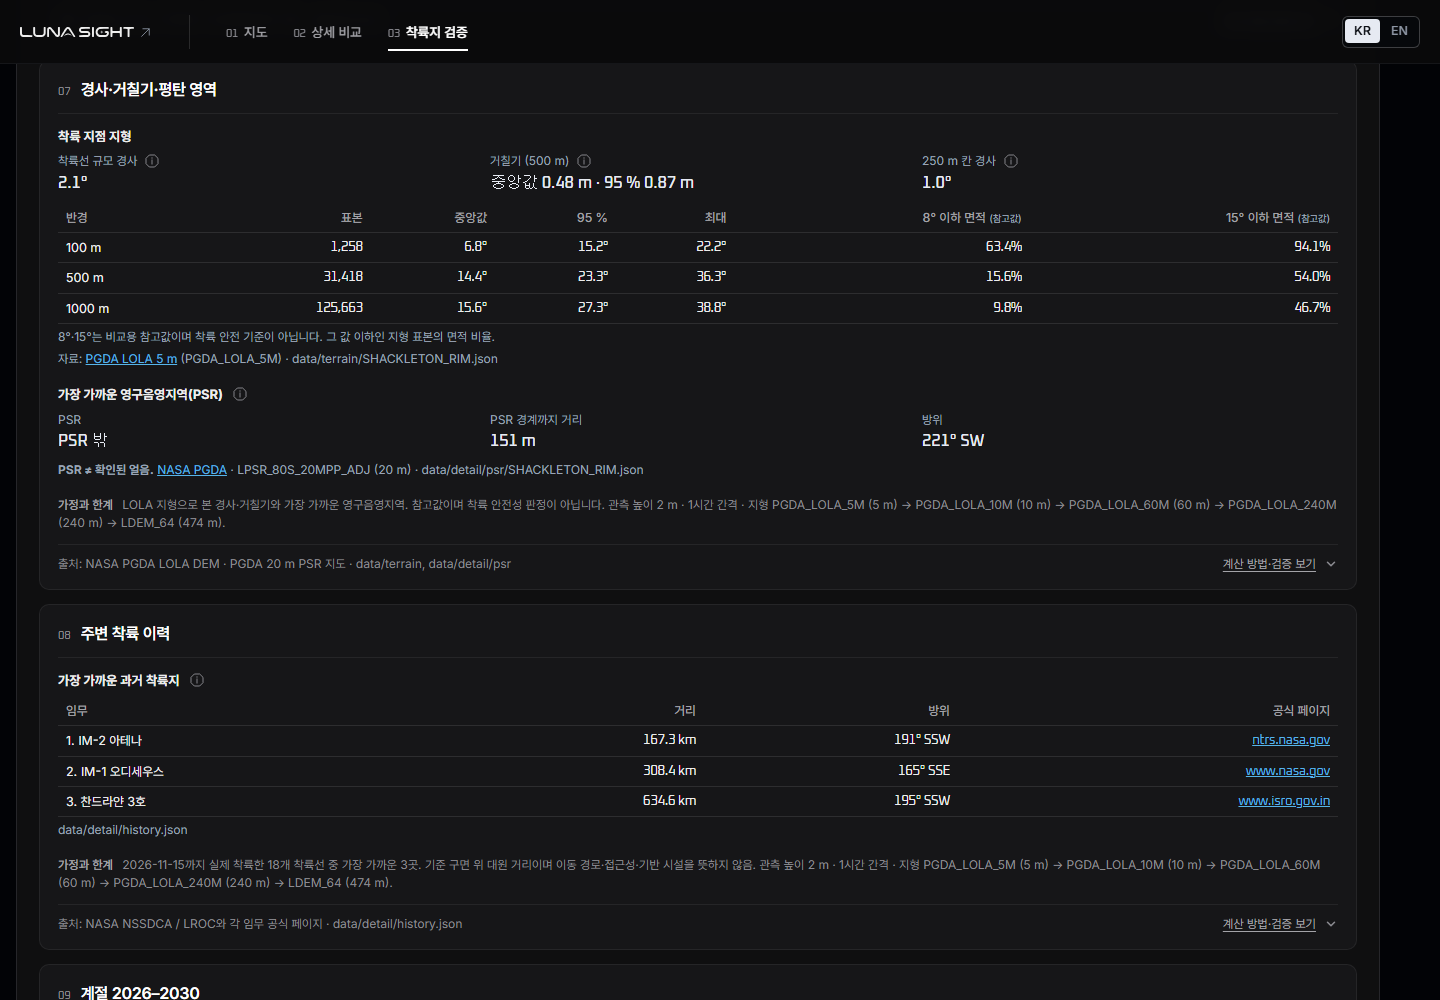 LUNA SIGHT ↗
01 지도
02 상세 비교
03 착륙지 검증
KR EN
07 경사·거칠기·평탄 영역
착륙 지점 지형
착륙선 규모 경사 거칠기 (500 m) 250 m 칸 경사
2.1° 중앙값 0.48 m · 95 % 0.87 m 1.0°
반경 표본 중앙값 95 % 최대 8° 이하 면적 (참고값) 15° 이하 면적 (참고값)
100 m 1,258 6.8° 15.2° 22.2° 63.4% 94.1%
500 m 31,418 14.4° 23.3° 36.3° 15.6% 54.0%
1000 m 125,663 15.6° 27.3° 38.8° 9.8% 46.7%
8°·15°는 비교용 참고값이며 착륙 안전 기준이 아닙니다. 그 값 이하인 지형 표본의 면적 비율.
자료: PGDA LOLA 5 m (PGDA_LOLA_5M) · data/terrain/SHACKLETON_RIM.json
가장 가까운 영구음영지역(PSR)
PSR PSR 경계까지 거리 방위
PSR 밖 151 m 221° SW
PSR ≠ 확인된 얼음. NASA PGDA · LPSR_80S_20MPP_ADJ (20 m) · data/detail/psr/SHACKLETON_RIM.json
가정과 한계 LOLA 지형으로 본 경사·거칠기와 가장 가까운 영구음영지역. 참고값이며 착륙 안전성 판정이 아닙니다. 관측 높이 2 m · 1시간 간격 · 지형 PGDA_LOLA_5M (5 m) → PGDA_LOLA_10M (10 m) → PGDA_LOLA_60M (60 m) → PGDA_LOLA_240M
(240 m) → LDEM_64 (474 m).
출처: NASA PGDA LOLA DEM · PGDA 20 m PSR 지도 · data/terrain, data/detail/psr 계산 방법·검증 보기
08 주변 착륙 이력
가장 가까운 과거 착륙지
임무 거리 방위 공식 페이지
1. IM-2 아테나 167.3 km 191° SSW ntrs.nasa.gov
2. IM-1 오디세우스 308.4 km 165° SSE www.nasa.gov
3. 찬드라얀 3호 634.6 km 195° SSW www.isro.gov.in
data/detail/history.json
가정과 한계 2026-11-15까지 실제 착륙한 18개 착륙선 중 가장 가까운 3곳. 기준 구면 위 대원 거리이며 이동 경로·접근성·기반 시설을 뜻하지 않음. 관측 높이 2 m · 1시간 간격 · 지형 PGDA_LOLA_5M (5 m) → PGDA_LOLA_10M (10 m) → PGDA_LOLA_60M
(60 m) → PGDA_LOLA_240M (240 m) → LDEM_64 (474 m).
출처: NASA NSSDCA / LROC와 각 임무 공식 페이지 · data/detail/history.json 계산 방법·검증 보기
09 계절 2026–2030